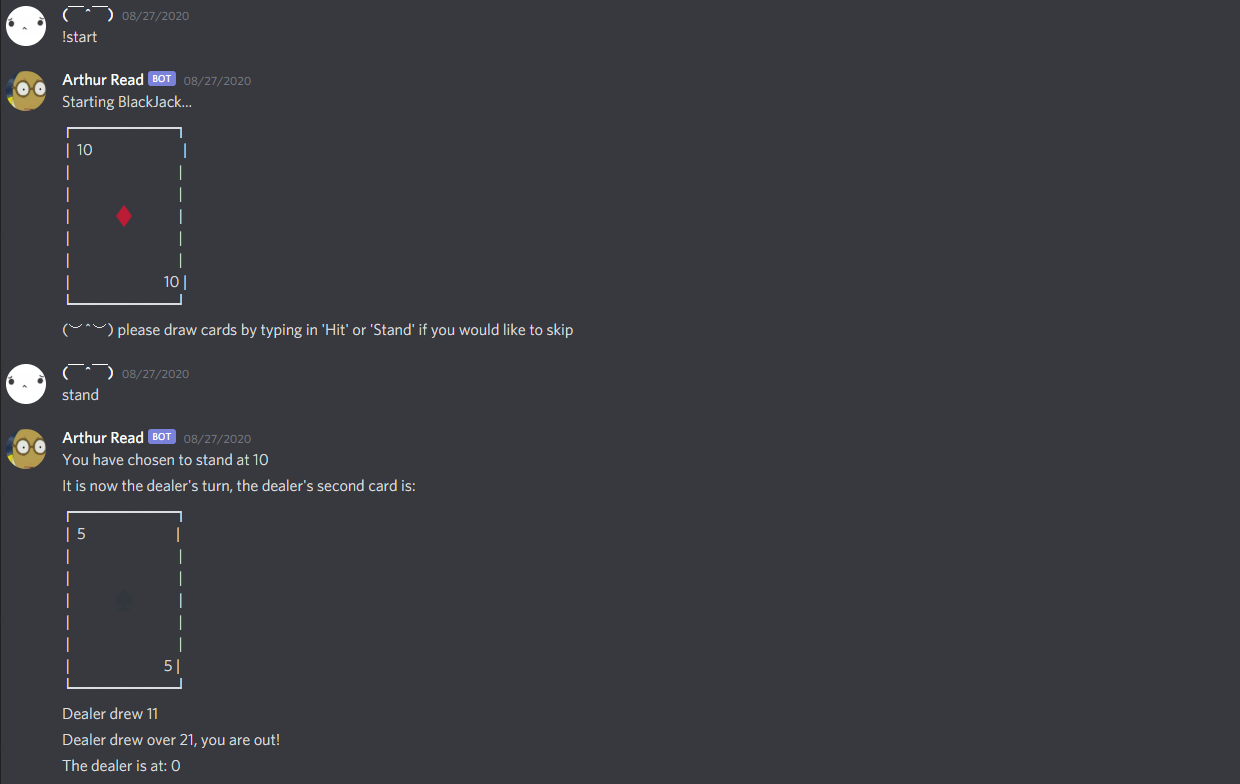 (￣ˆ￣) 08/27/2020
!start
Arthur Read BOT 08/27/2020
Starting BlackJack...
10
10
(︶ˆ︶) please draw cards by typing in 'Hit' or 'Stand' if you would like to skip
(￣ˆ￣) 08/27/2020
stand
Arthur Read BOT 08/27/2020
You have chosen to stand at 10
It is now the dealer's turn, the dealer's second card is:
5
5
Dealer drew 11
Dealer drew over 21, you are out!
The dealer is at: 0